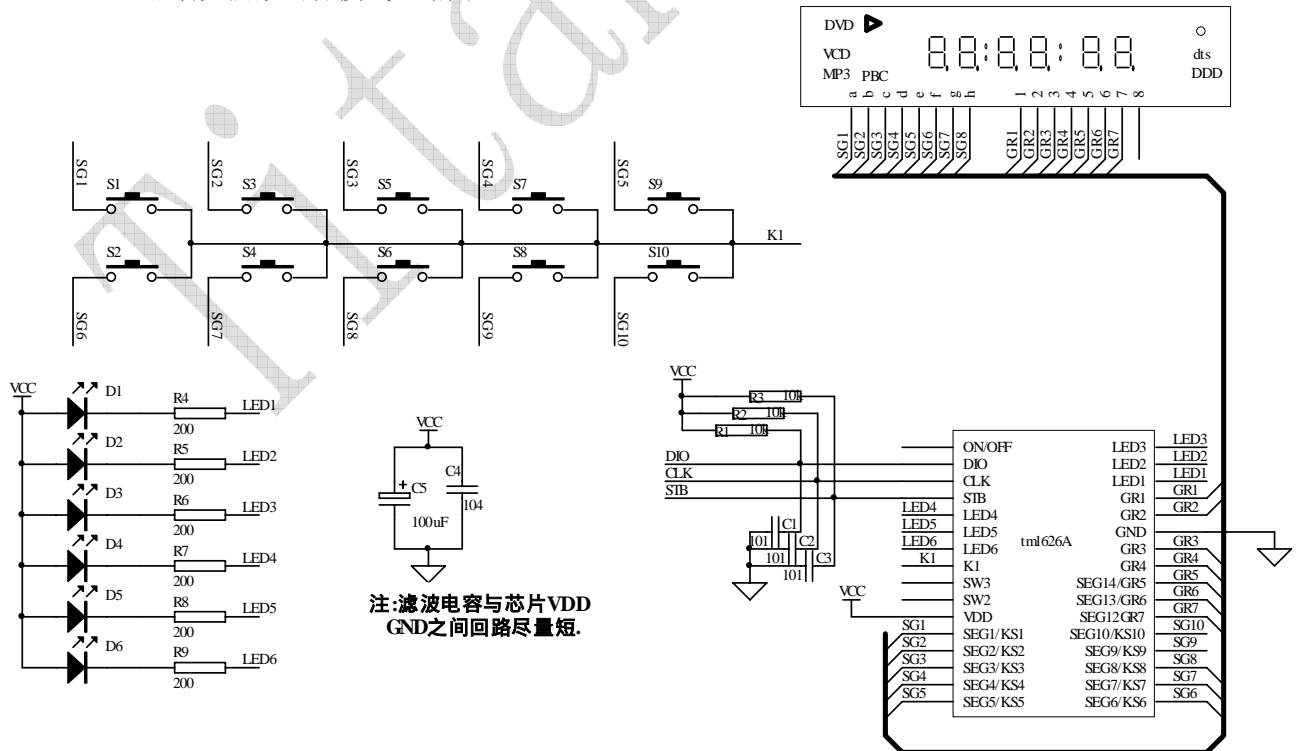 DVD
VCD
MP3 PBC
dts
DDD
a b c d e f g h 1 2 3 4 5 6 7 8
SG1 SG2 SG3 SG4 SG5 SG6 SG7 SG8 GR1 GR2 GR3 GR4 GR5 GR6 GR7
SG1 SG2 SG3 SG4 SG5
S1 S3 S5 S7 S9
K1
S2 S4 S6 S8 S10
SG6 SG7 SG8 SG9 SG10
VCC
D1 R4 200 LED1
D2 R5 200 LED2
D3 R6 200 LED3
D4 R7 200 LED4
D5 R8 200 LED5
D6 R9 200 LED6
VCC
C5 100uF
C4 104
注:滤波电容与芯片VDD
GND之间回路尽量短.
VCC
R3 10k
R2 10k
R1 10k
DIO
CLK
STB
C1 101
C2 101
C3 101
LED4
LED5
LED6
K1
VCC
SG1
SG2
SG3
SG4
SG5
ON/OFF
DIO
CLK
STB
LED4
LED5
LED6
K1
SW3
SW2
VDD
SEG1/KS1
SEG2/KS2
SEG3/KS3
SEG4/KS4
SEG5/KS5
tm1626A
LED3
LED2
LED1
GR1
GR2
GND
GR3
GR4
SEG14/GR5
SEG13/GR6
SEG12GR7
SEG10/KS10
SEG9/KS9
SEG8/KS8
SEG7/KS7
SEG6/KS6
LED3
LED2
LED1
GR1
GR2
GR3
GR4
GR5
GR6
GR7
SG10
SG9
SG8
SG7
SG6